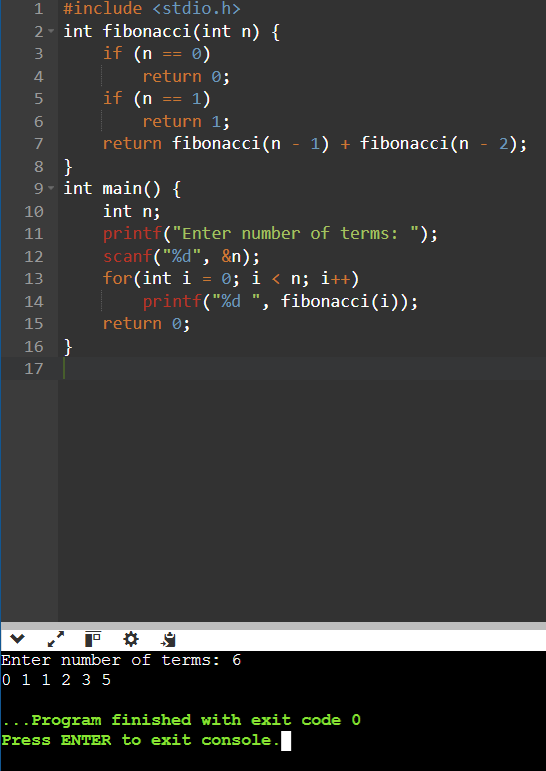 1 #include <stdio.h>
2 int fibonacci(int n) {
3     if (n == 0)
4         return 0;
5     if (n == 1)
6         return 1;
7     return fibonacci(n - 1) + fibonacci(n - 2);
8 }
9 int main() {
10     int n;
11     printf("Enter number of terms: ");
12     scanf("%d", &n);
13     for(int i = 0; i < n; i++)
14         printf("%d ", fibonacci(i));
15     return 0;
16 }
17
Enter number of terms: 6
0 1 1 2 3 5
...Program finished with exit code 0
Press ENTER to exit console.